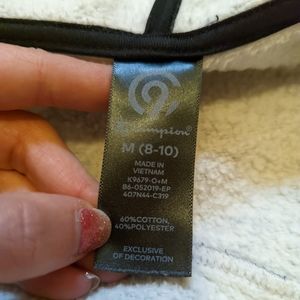 C9
Champion
M (8-10)
MADE IN
VIETNAM
K9679-O+M
B6-052019-EP
407N44-C319
60%COTTON,
40%POLYESTER
EXCLUSIVE
OF DECORATION